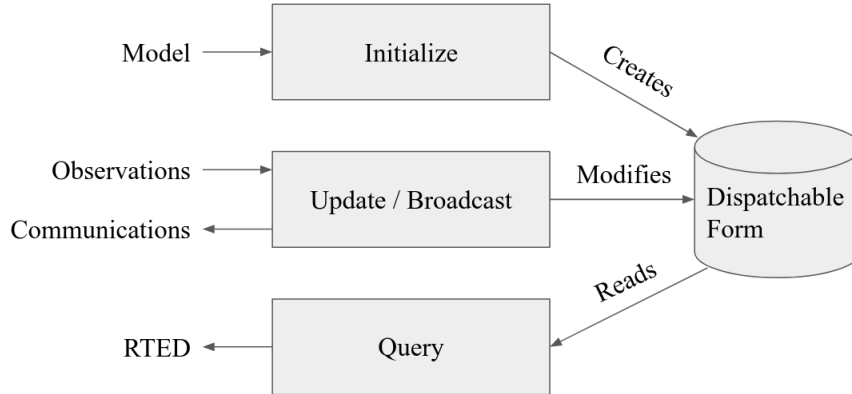 Model
Initialize
Creates
Observations
Communications
Update / Broadcast
Modifies
Dispatchable
Form
Reads
RTED
Query